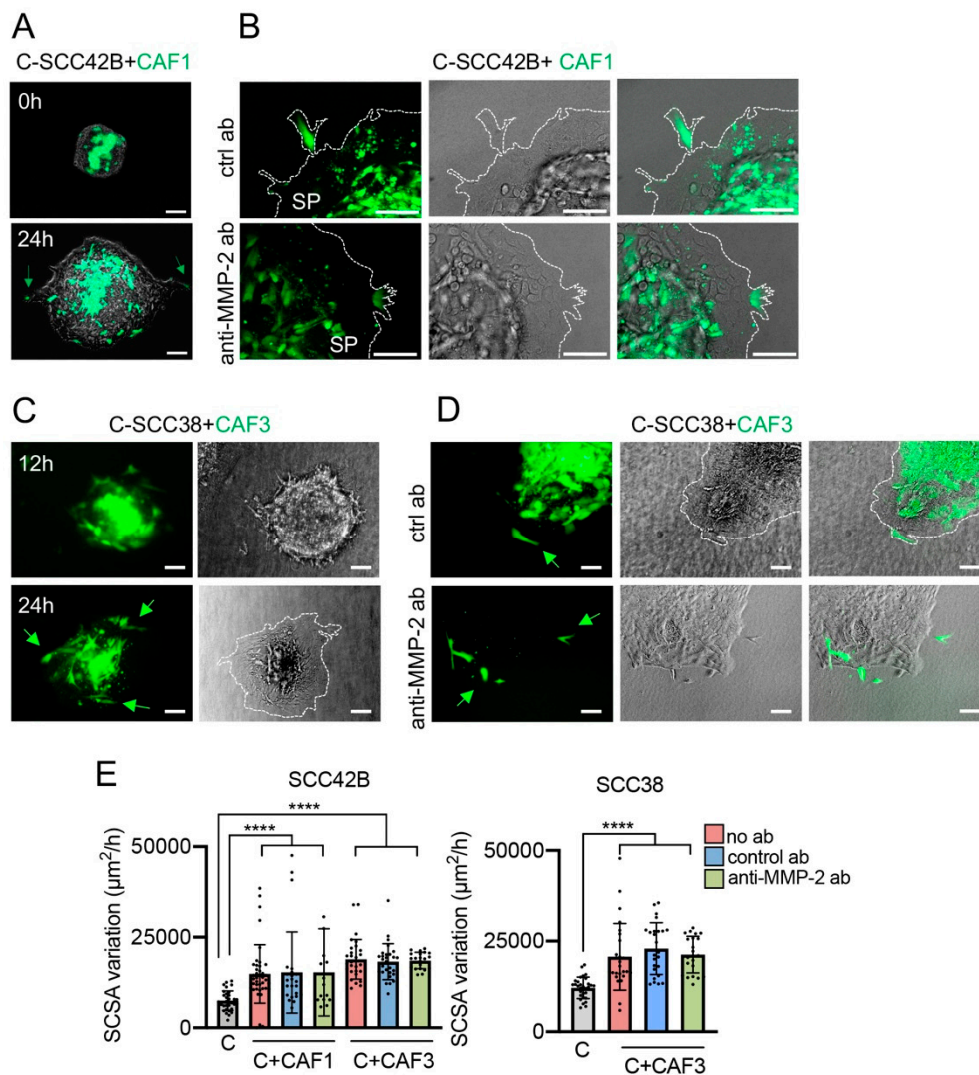 A
C-SCC42B+CAF1
0h
24h
B
C-SCC42B+ CAF1
ctrl ab
SP
anti-MMP-2 ab
SP
C
C-SCC38+CAF3
12h
24h
D
C-SCC38+CAF3
ctrl ab
anti-MMP-2 ab
E
SCC42B
SCSA variation (µm²/h)
50000
25000
0
****
****
C
C+CAF1
C+CAF3
SCC38
SCSA variation (µm²/h)
50000
25000
0
****
C
C+CAF3
no ab
control ab
anti-MMP-2 ab